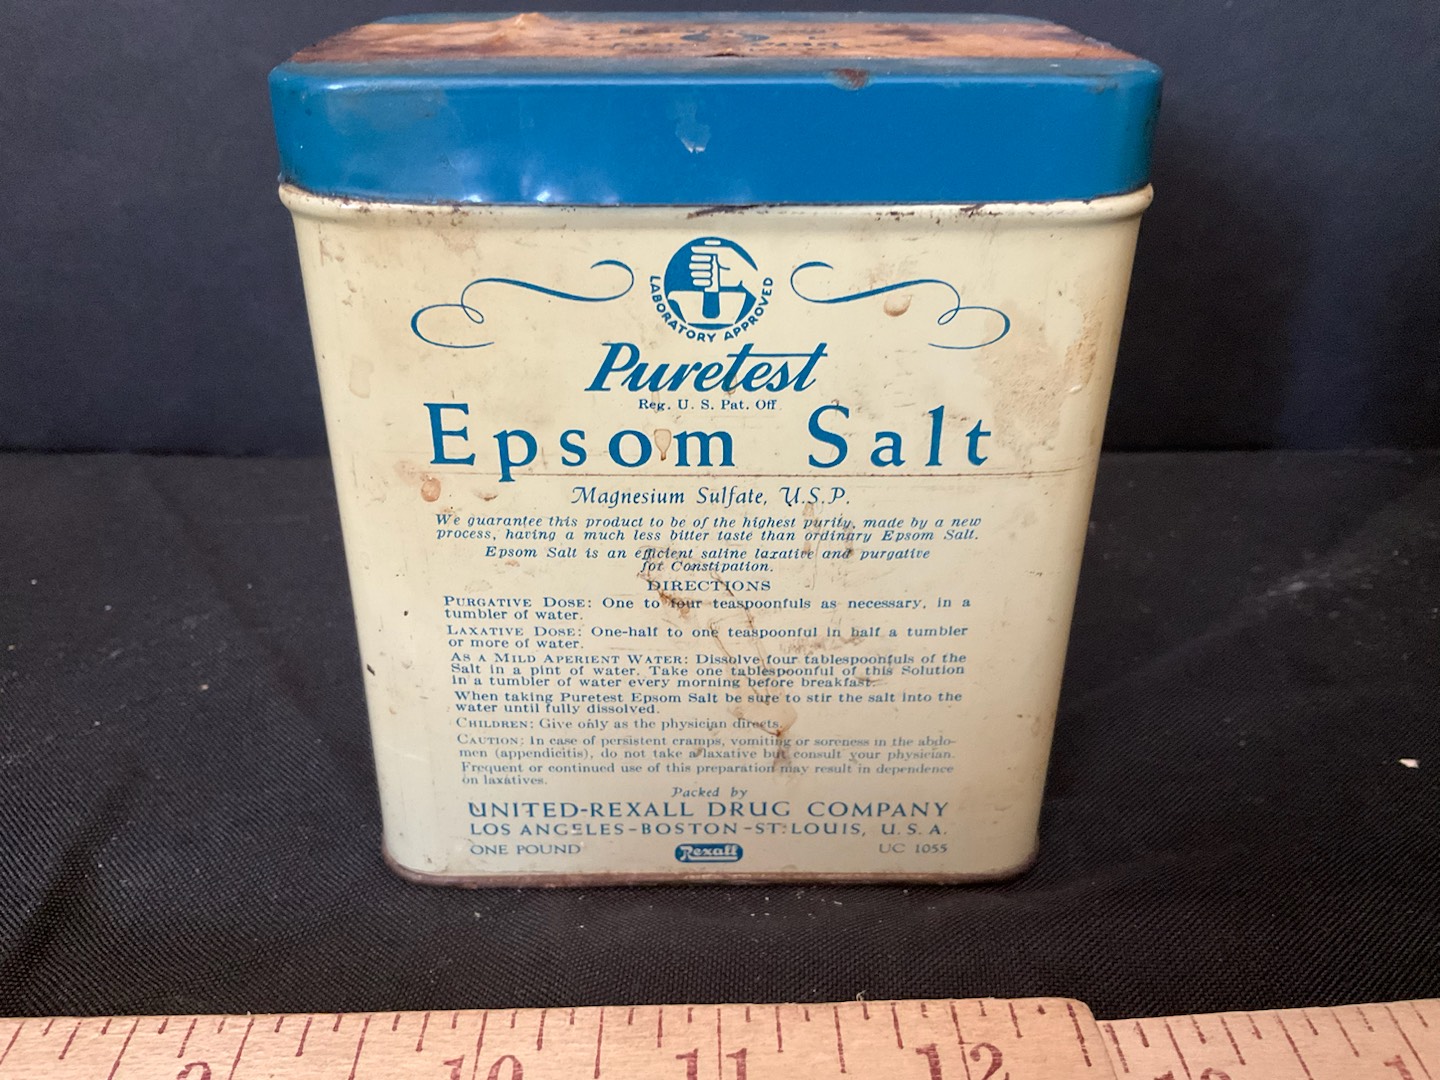 LABORATORY APPROVED
Puretest
Reg. U. S. Pat. Off.
Epsom Salt
Magnesium Sulfate, U.S.P.
We guarantee this product to be of the highest purity, made by a new
process, having a much less bitter taste than ordinary Epsom Salt.
Epsom Salt is an efficient saline laxative and purgative
for Constipation.
DIRECTIONS
PURGATIVE DOSE: One to four teaspoonfuls as necessary, in a
tumbler of water.
LAXATIVE DOSE: One-half to one teaspoonful in half a tumbler
or more of water.
AS A MILD APERIENT WATER: Dissolve four tablespoonfuls of the
Salt in a pint of water. Take one tablespoonful of this Solution
in a tumbler of water every morning before breakfast.
When taking Puretest Epsom Salt be sure to stir the salt into the
water until fully dissolved.
CHILDREN: Give only as the physician directs.
CAUTION: In case of persistent cramps, vomiting or soreness in the abdo-
men (appendicitis), do not take a laxative but consult your physician.
Frequent or continued use of this preparation may result in dependence
on laxatives.
Packed by
UNITED-REXALL DRUG COMPANY
LOS ANGELES-BOSTON-ST. LOUIS, U. S. A.
ONE POUND Rexall UC 1055
9 10 11 12 1